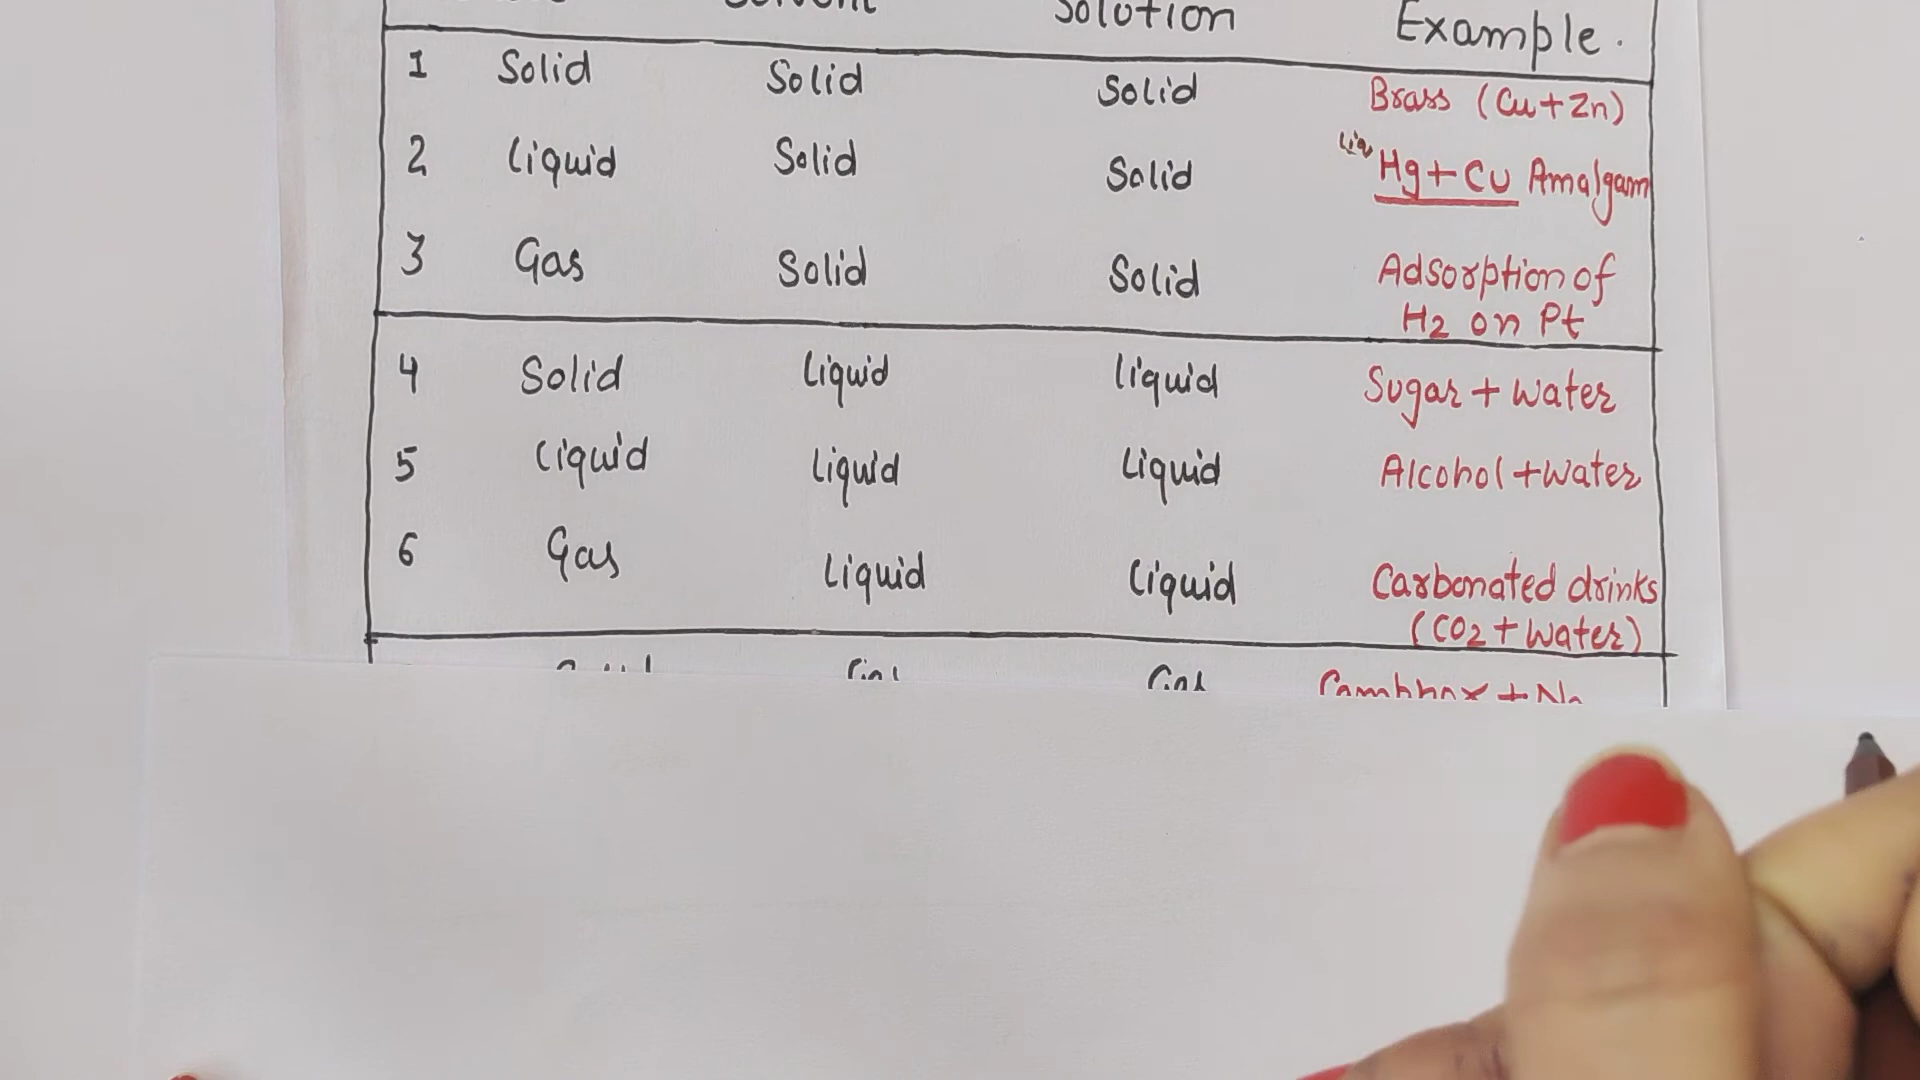 Solvent Solution Example.
1 Solid Solid Solid Brass (Cu+Zn)
2 Liquid Solid Solid Liq Hg+Cu Amalgam
3 Gas Solid Solid Adsorption of
H2 on Pt
4 Solid Liquid liquid Sugar + Water
5 Liquid liquid Liquid Alcohol + Water
6 Gas Liquid Liquid Carbonated drinks
(CO2 + Water)